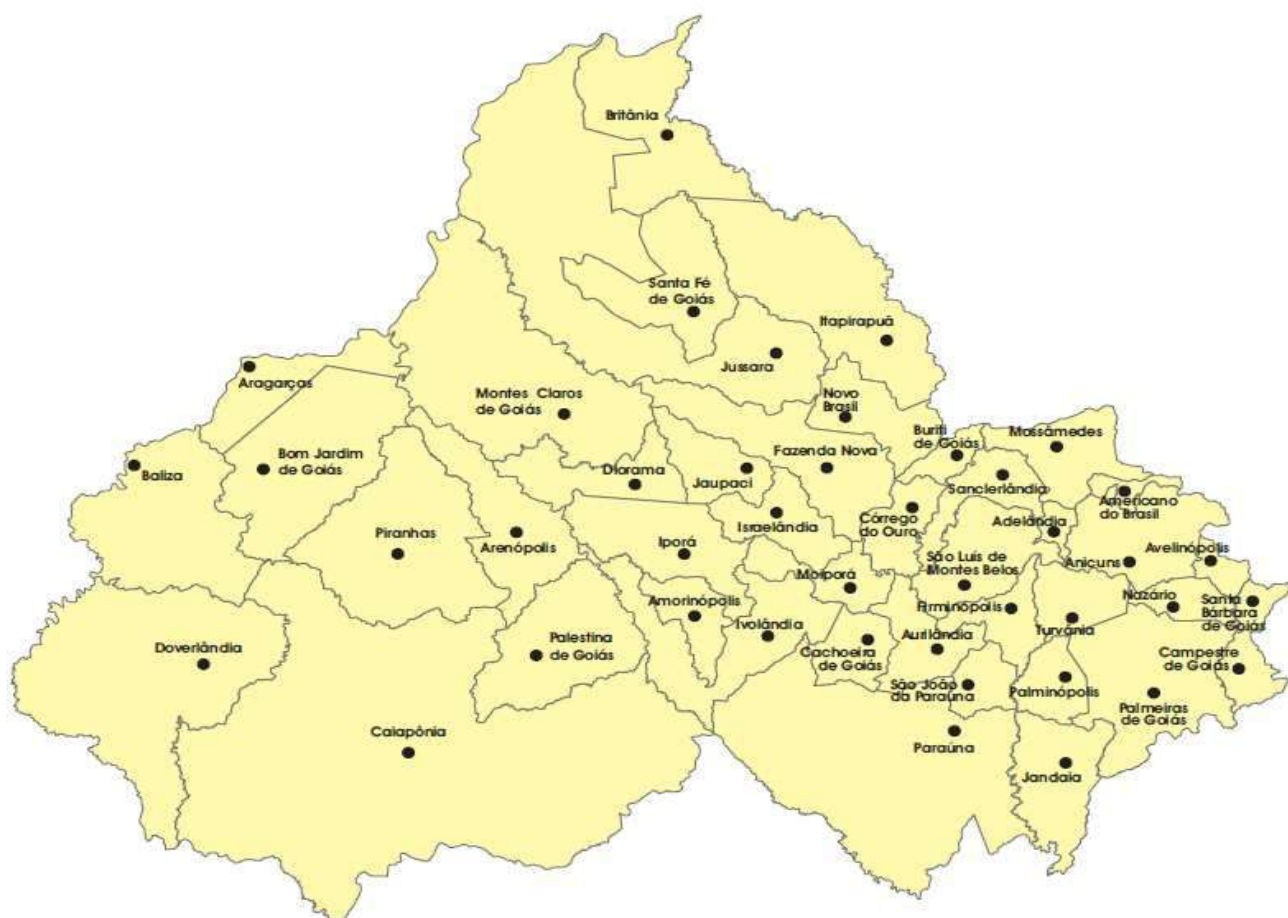 Britânia
Santa Fé
de Goiás
Itapirapuã
Jussara
Aragarças
Montes Claros
de Goiás
Novo
Brasil
Buriti
de Goiás
Mossâmedes
Bom Jardim
de Goiás
Baliza
Fazenda Nova
Diorama
Jaupaci
Sanclerlândia
Americano
do Brasil
Israelândia
Córrego
do Ouro
Adelândia
Piranhas
Arenópolis
Iporá
São Luís de
Montes Belos
Anicuns
Avelinópolis
Moiporá
Amorinópolis
Firminópolis
Nazário
Santa
Bárbara
de Goiás
Ivolândia
Turvânia
Doverlândia
Palestina
de Goiás
Cachoeira
de Goiás
Aurilândia
Campestre
de Goiás
São João
da Paraúna
Palminópolis
Palmeiras
de Goiás
Caiapônia
Paraúna
Jandaia